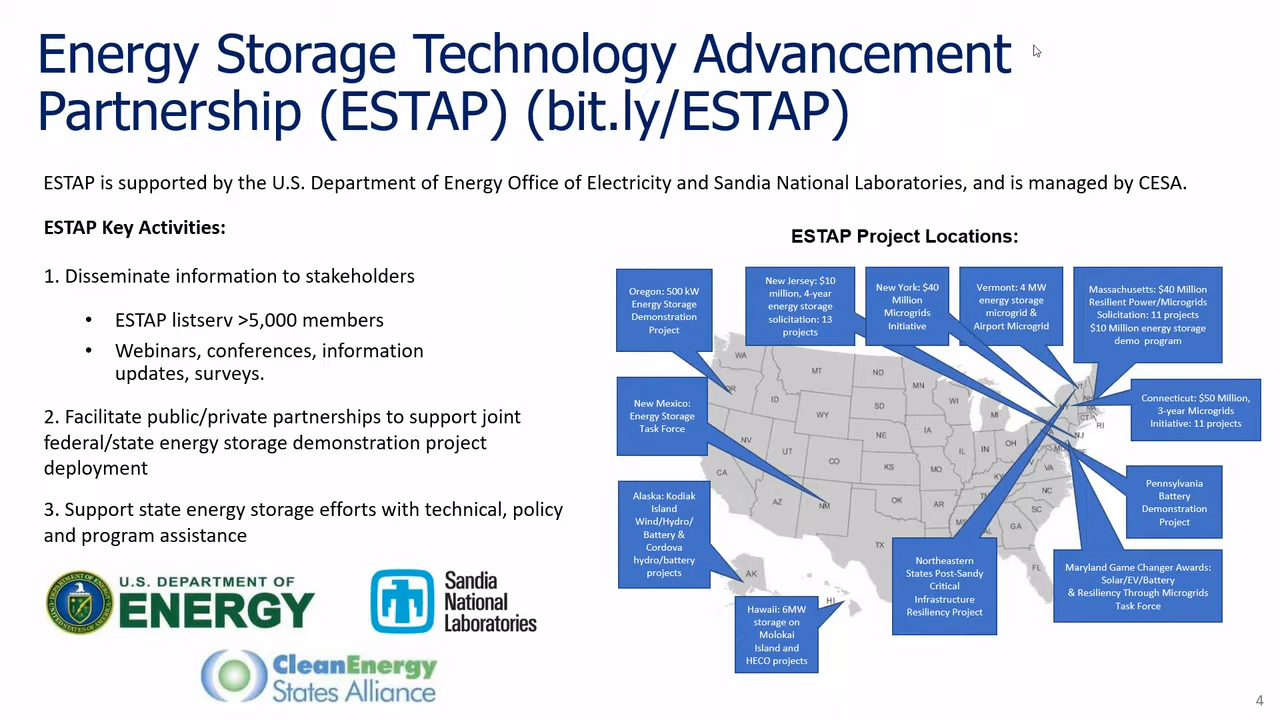 Energy Storage Technology Advancement
Partnership (ESTAP) (bit.ly/ESTAP)
ESTAP is supported by the U.S. Department of Energy Office of Electricity and Sandia National Laboratories, and is managed by CESA.
ESTAP Key Activities:
1. Disseminate information to stakeholders
• ESTAP listserv >5,000 members
• Webinars, conferences, information
updates, surveys.
2. Facilitate public/private partnerships to support joint
federal/state energy storage demonstration project
deployment
3. Support state energy storage efforts with technical, policy
and program assistance
U.S. DEPARTMENT OF
ENERGY
Sandia
National
Laboratories
CleanEnergy
States Alliance
ESTAP Project Locations:
Oregon: 500 kW
Energy Storage
Demonstration
Project
New Jersey: $10
million, 4-year
energy storage
solicitation: 13
projects
New York: $40
Million
Microgrids
Initiative
Vermont: 4 MW
energy storage
microgrid &
Airport Microgrid
Massachusetts: $40 Million
Resilient Power/Microgrids
Solicitation: 11 projects
$10 Million energy storage
demo program
New Mexico:
Energy Storage
Task Force
Connecticut: $50 Million,
3-year Microgrids
Initiative: 11 projects
Alaska: Kodiak
Island
Wind/Hydro/
Battery &
Cordova
hydro/battery
projects
Pennsylvania
Battery
Demonstration
Project
Northeastern
States Post-Sandy
Critical
Infrastructure
Resiliency Project
Maryland Game Changer Awards:
Solar/EV/Battery
& Resiliency Through Microgrids
Task Force
Hawaii: 6MW
storage on
Molokai
Island and
HECO projects
WA
MT
ND
MN
OR
ID
WY
SD
WI
MI
NV
UT
CO
NE
IA
IL
IN
OH
CA
AZ
NM
KS
MO
KY
VA
OK
AR
NC
SC
TX
GA
FL
AK
HI
RI
NJ
4